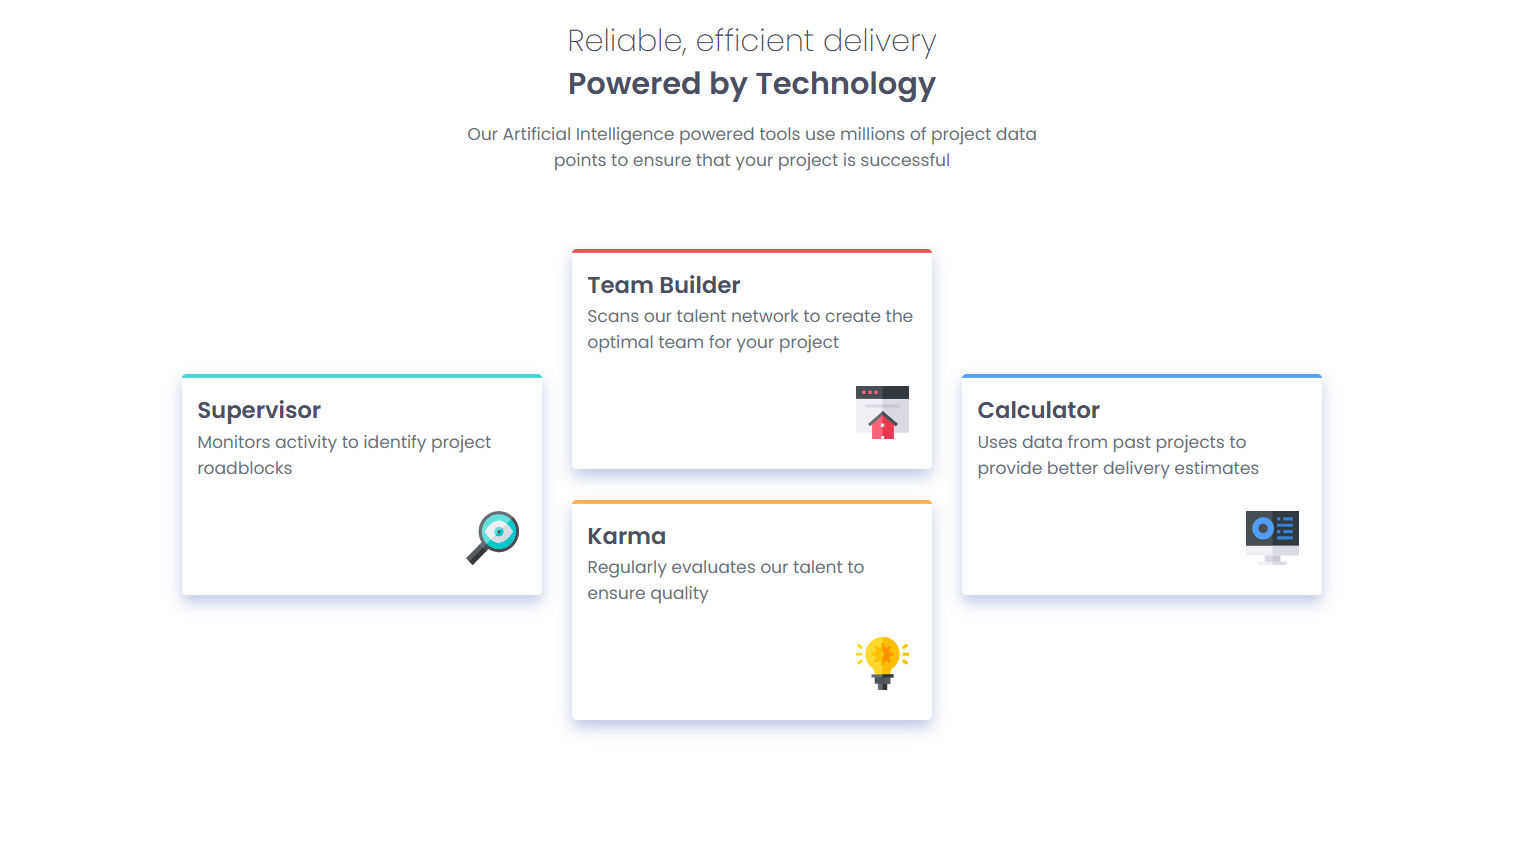 Reliable, efficient delivery
Powered by Technology
Our Artificial Intelligence powered tools use millions of project data
points to ensure that your project is successful
Supervisor
Monitors activity to identify project
roadblocks
Team Builder
Scans our talent network to create the
optimal team for your project
Karma
Regularly evaluates our talent to
ensure quality
Calculator
Uses data from past projects to
provide better delivery estimates